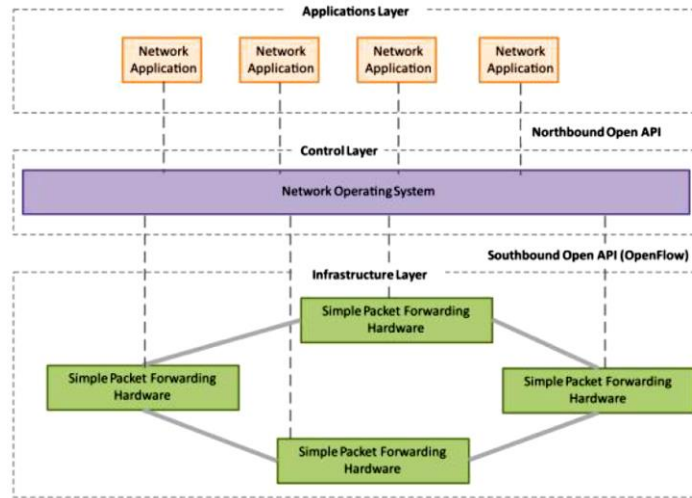 Applications Layer
Network
Application
Network
Application
Network
Application
Network
Application
Northbound Open API
Control Layer
Network Operating System
Southbound Open API (OpenFlow)
Infrastructure Layer
Simple Packet Forwarding
Hardware
Simple Packet Forwarding
Hardware
Simple Packet Forwarding
Hardware
Simple Packet Forwarding
Hardware